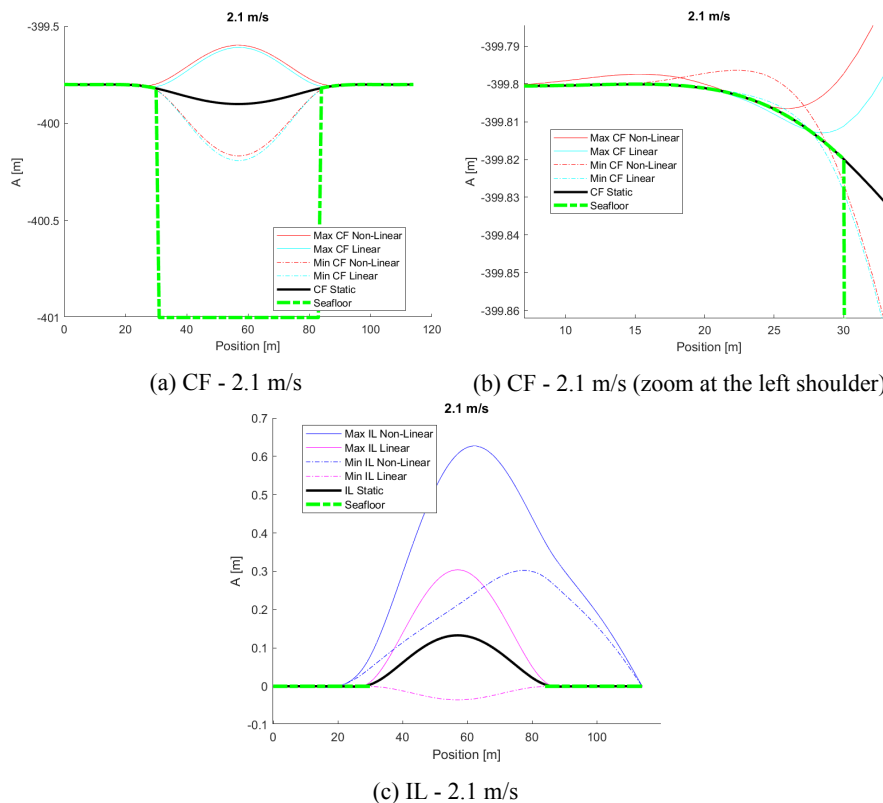 2.1 m/s
-399.5
-400
-400.5
-401
A [m]
0 20 40 60 80 100 120
Position [m]
Max CF Non-Linear
Max CF Linear
Min CF Non-Linear
Min CF Linear
CF Static
Seafloor
(a) CF - 2.1 m/s
2.1 m/s
-399.79
-399.8
-399.81
-399.82
-399.83
-399.84
-399.85
-399.86
A [m]
10 15 20 25 30
Position [m]
Max CF Non-Linear
Max CF Linear
Min CF Non-Linear
Min CF Linear
CF Static
Seafloor
(b) CF - 2.1 m/s (zoom at the left shoulder)
2.1 m/s
0.7
0.6
0.5
0.4
0.3
0.2
0.1
0
-0.1
A [m]
0 20 40 60 80 100
Position [m]
Max IL Non-Linear
Max IL Linear
Min IL Non-Linear
Min IL Linear
IL Static
Seafloor
(c) IL - 2.1 m/s